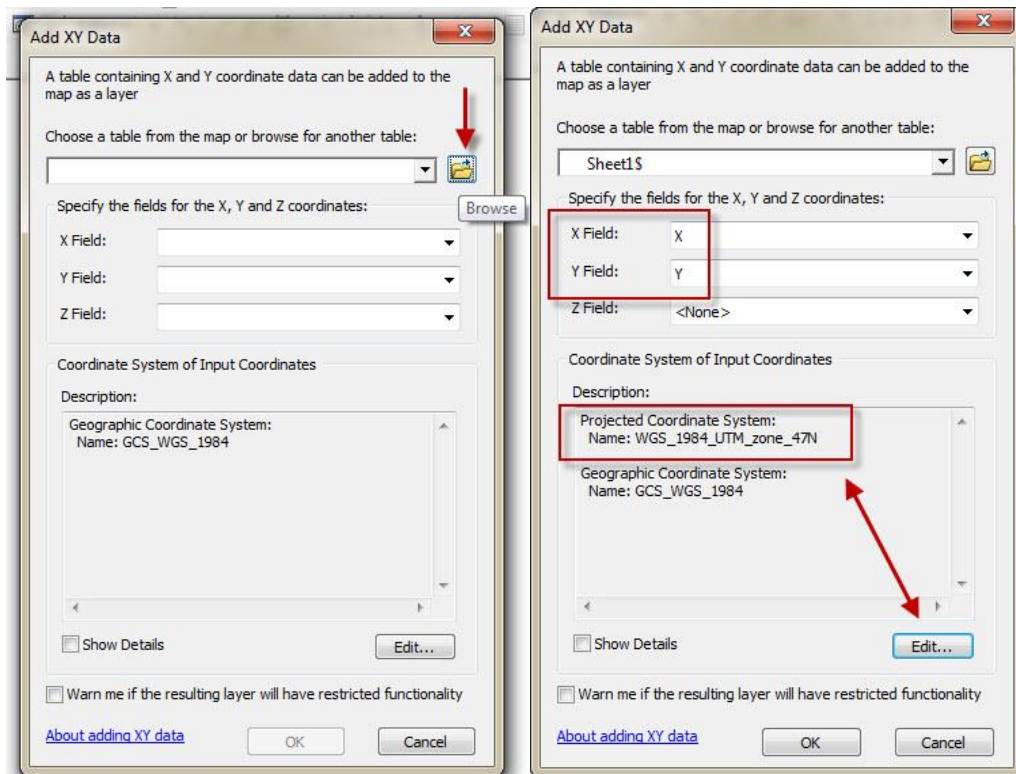 Add XY Data
A table containing X and Y coordinate data can be added to the
map as a layer
Choose a table from the map or browse for another table:
Browse
Specify the fields for the X, Y and Z coordinates:
X Field:
Y Field:
Z Field:
Coordinate System of Input Coordinates
Description:
Geographic Coordinate System:
Name: GCS_WGS_1984
Show Details
Edit...
Warn me if the resulting layer will have restricted functionality
About adding XY data
OK
Cancel
Add XY Data
A table containing X and Y coordinate data can be added to the
map as a layer
Choose a table from the map or browse for another table:
Sheet1$
Specify the fields for the X, Y and Z coordinates:
X Field: X
Y Field: Y
Z Field: <None>
Coordinate System of Input Coordinates
Description:
Projected Coordinate System:
Name: WGS_1984_UTM_zone_47N
Geographic Coordinate System:
Name: GCS_WGS_1984
Show Details
Edit...
Warn me if the resulting layer will have restricted functionality
About adding XY data
OK
Cancel